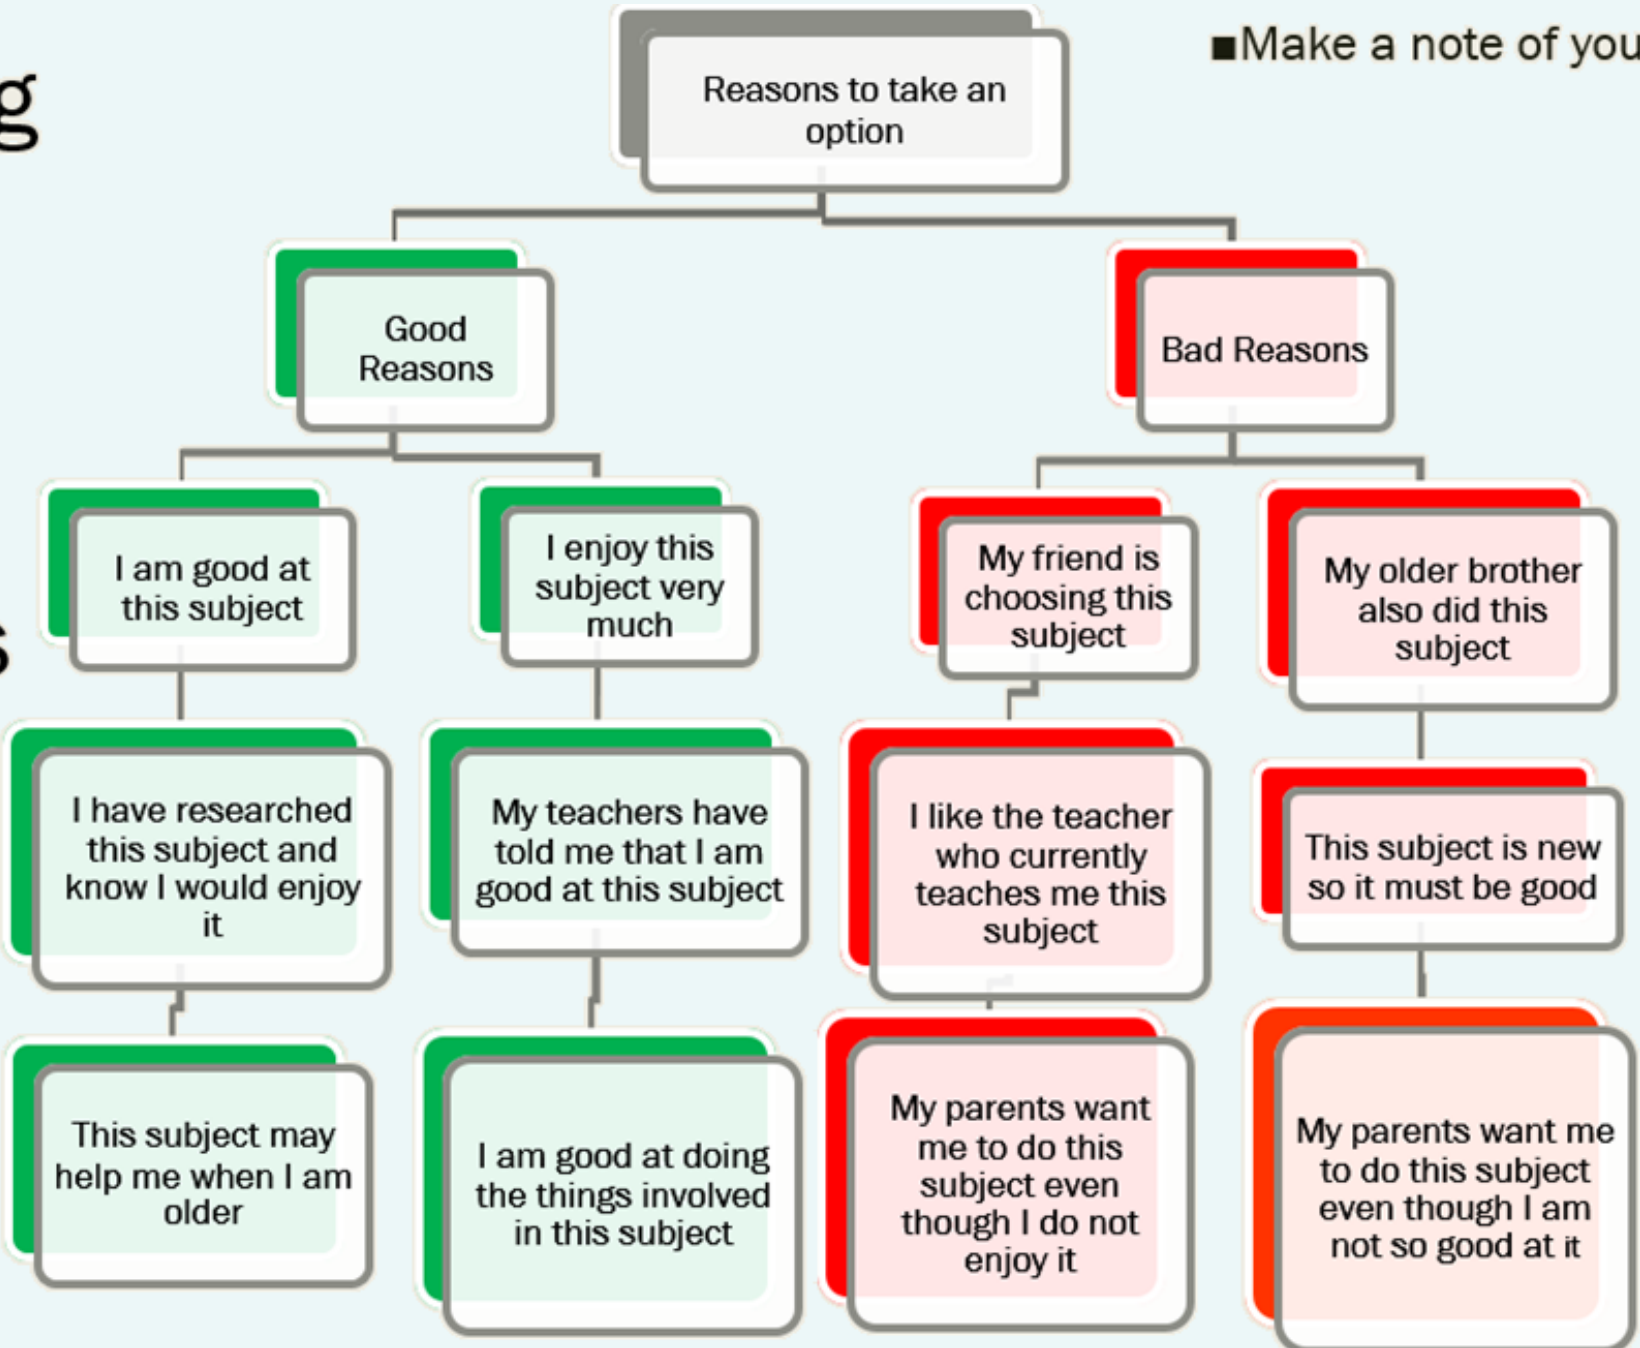 g
■Make a note of you
Reasons to take an
option
Good
Reasons
Bad Reasons
I am good at
this subject
I enjoy this
subject very
much
My friend is
choosing this
subject
My older brother
also did this
subject
s
I have researched
this subject and
know I would enjoy
it
My teachers have
told me that I am
good at this subject
I like the teacher
who currently
teaches me this
subject
This subject is new
so it must be good
This subject may
help me when I am
older
I am good at doing
the things involved
in this subject
My parents want
me to do this
subject even
though I do not
enjoy it
My parents want me
to do this subject
even though I am
not so good at it